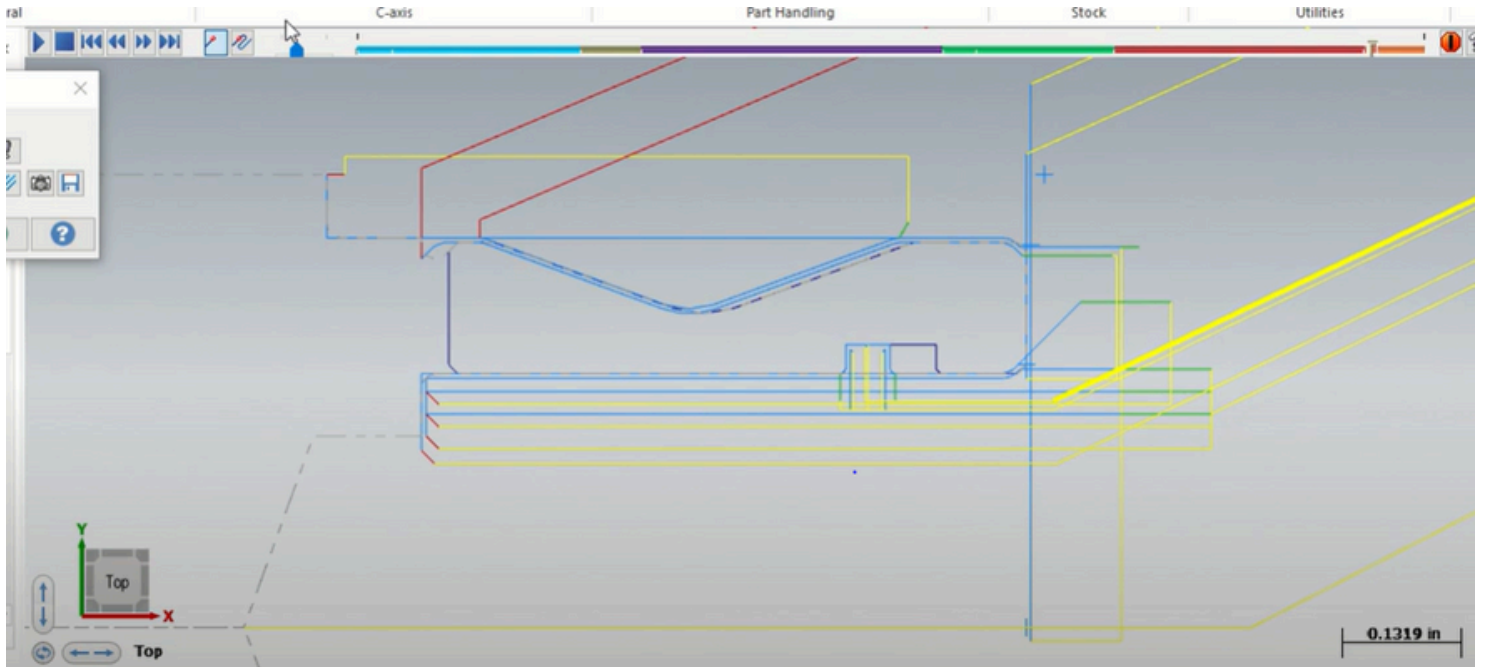 ral C-axis Part Handling Stock Utilities
Y
Top
X
Top
0.1319 in